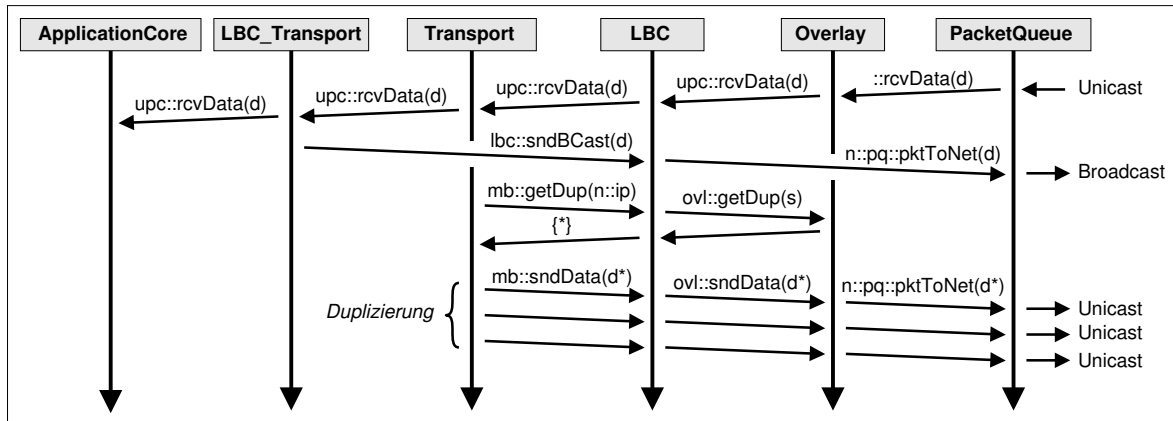 ApplicationCore LBC_Transport Transport LBC Overlay PacketQueue
upc::rcvData(d) upc::rcvData(d) upc::rcvData(d) upc::rcvData(d) ::rcvData(d) Unicast
lbc::sndBCast(d) n::pq::pktToNet(d) Broadcast
mb::getDup(n::ip) ovl::getDup(s)
{*}
mb::sndData(d*) ovl::sndData(d*) n::pq::pktToNet(d*)
Duplizierung Unicast
Unicast
Unicast